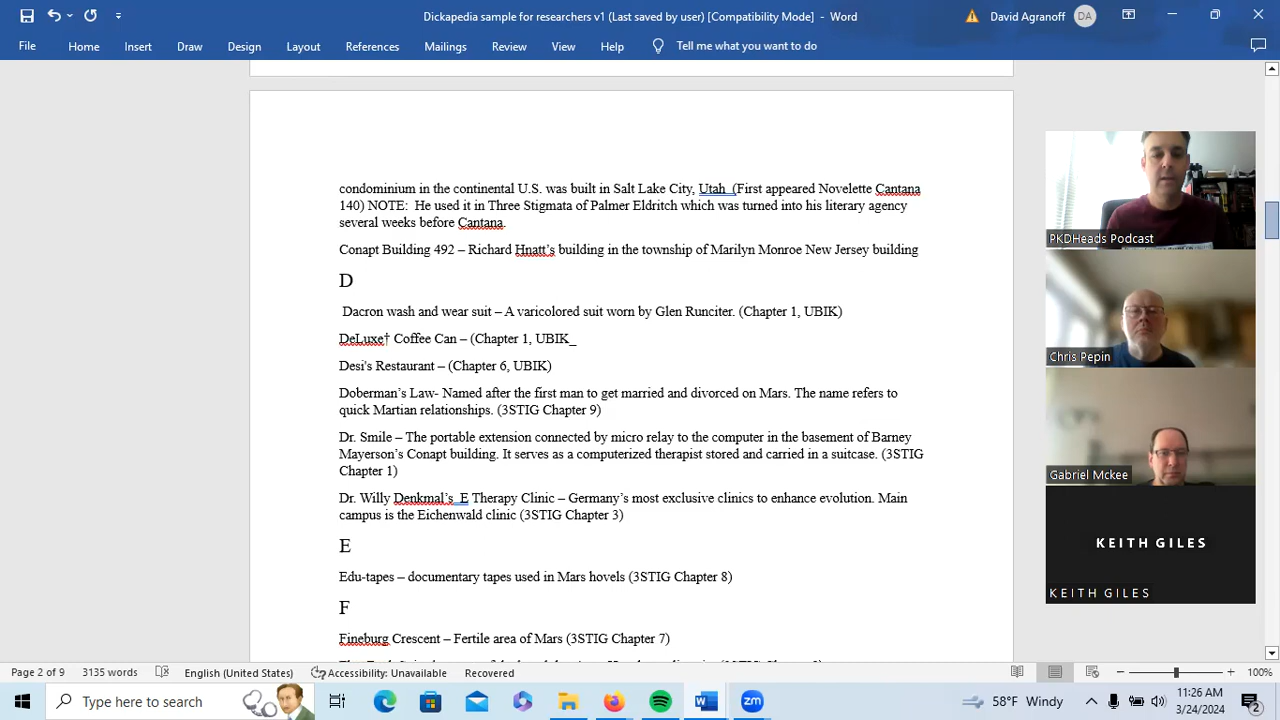 Dickapedia sample for researchers v1 (Last saved by user) [Compatibility Mode] - Word
David Agranoff
DA
File Home Insert Draw Design Layout References Mailings Review View Help Tell me what you want to do
condominium in the continental U.S. was built in Salt Lake City, Utah (First appeared Novelette Cantana
140) NOTE: He used it in Three Stigmata of Palmer Eldritch which was turned into his literary agency
several weeks before Cantana.
Conapt Building 492 – Richard Hnatt’s building in the township of Marilyn Monroe New Jersey building
D
Dacron wash and wear suit – A varicolored suit worn by Glen Runciter. (Chapter 1, UBIK)
DeLuxe† Coffee Can – (Chapter 1, UBIK_
Desi's Restaurant – (Chapter 6, UBIK)
Doberman’s Law- Named after the first man to get married and divorced on Mars. The name refers to
quick Martian relationships. (3STIG Chapter 9)
Dr. Smile – The portable extension connected by micro relay to the computer in the basement of Barney
Mayerson’s Conapt building. It serves as a computerized therapist stored and carried in a suitcase. (3STIG
Chapter 1)
Dr. Willy Denkmal’s E Therapy Clinic – Germany’s most exclusive clinics to enhance evolution. Main
campus is the Eichenwald clinic (3STIG Chapter 3)
E
Edu-tapes – documentary tapes used in Mars hovels (3STIG Chapter 8)
F
Fineburg Crescent – Fertile area of Mars (3STIG Chapter 7)
PKDHeads Podcast
Chris Pepin
Gabriel Mckee
KEITH GILES
KEITH GILES
Page 2 of 9 3135 words English (United States) Accessibility: Unavailable Recovered 100%
Type here to search
58°F Windy
11:26 AM
3/24/2024
2